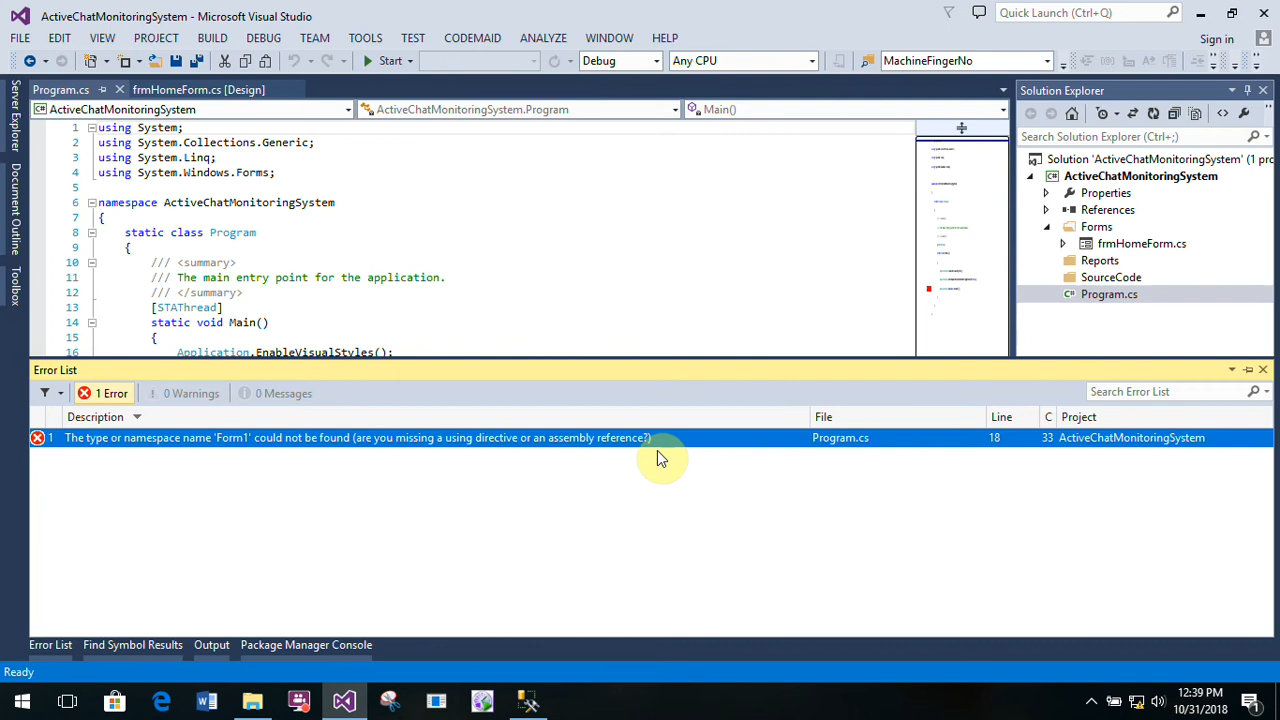 ActiveChatMonitoringSystem - Microsoft Visual Studio
Quick Launch (Ctrl+Q)
FILE EDIT VIEW PROJECT BUILD DEBUG TEAM TOOLS TEST CODEMAID ANALYZE WINDOW HELP
Sign in
Start Debug Any CPU MachineFingerNo
Program.cs frmHomeForm.cs [Design]
ActiveChatMonitoringSystem ActiveChatMonitoringSystem.Program Main()
Server Explorer
Document Outline
Toolbox
1 using System;
2 using System.Collections.Generic;
3 using System.Linq;
4 using System.Windows.Forms;
5
6 namespace ActiveChatMonitoringSystem
7 {
8 static class Program
9 {
10 /// <summary>
11 /// The main entry point for the application.
12 /// </summary>
13 [STAThread]
14 static void Main()
15 {
16 Application.EnableVisualStyles();
Solution Explorer
Search Solution Explorer (Ctrl+;)
Solution 'ActiveChatMonitoringSystem' (1 pro
ActiveChatMonitoringSystem
Properties
References
Forms
frmHomeForm.cs
Reports
SourceCode
Program.cs
Error List
1 Error 0 Warnings 0 Messages
Search Error List
Description File Line C Project
1 The type or namespace name 'Form1' could not be found (are you missing a using directive or an assembly reference?) Program.cs 18 33 ActiveChatMonitoringSystem
Error List Find Symbol Results Output Package Manager Console
Ready
12:39 PM
10/31/2018
1